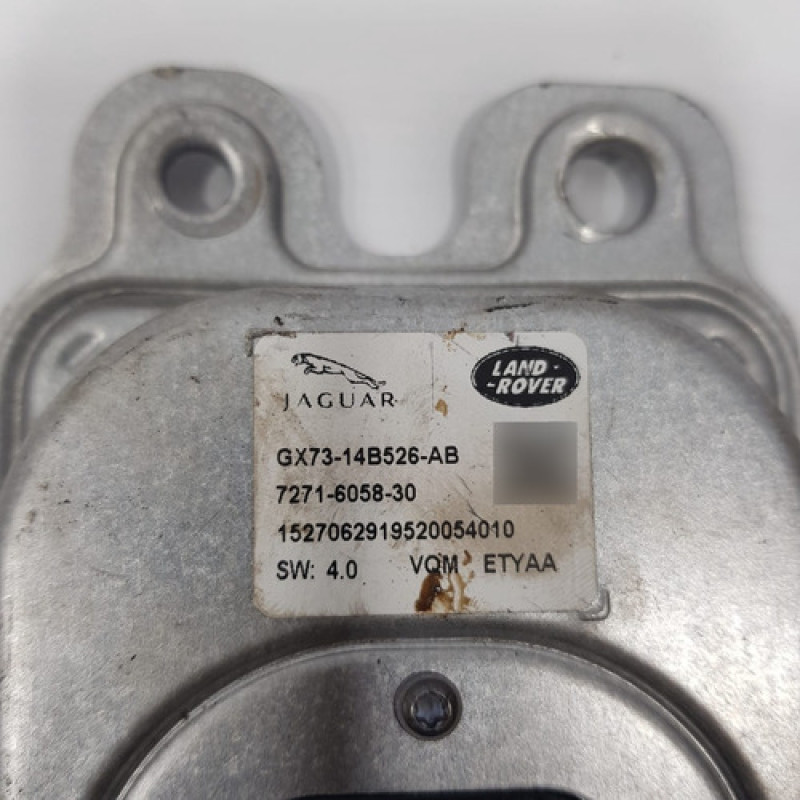 JAGUAR
LAND-
-ROVER
GX73-14B526-AB
7271-6058-30
1527062919520054010
SW: 4.0 VQM ETYAA